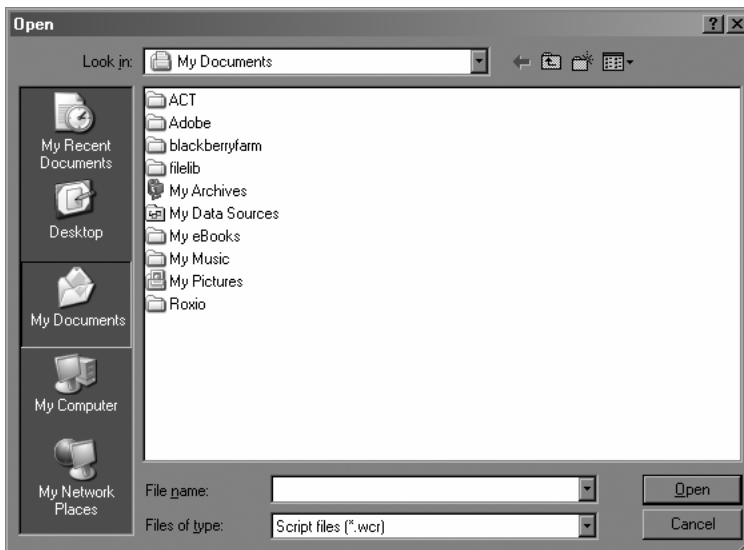 Open
Look in: My Documents
My Recent
Documents
Desktop
My Documents
My Computer
My Network
Places
ACT
Adobe
blackberryfarm
filelib
My Archives
My Data Sources
My eBooks
My Music
My Pictures
Roxio
File name:
Open
Files of type: Script files (*.wcr)
Cancel